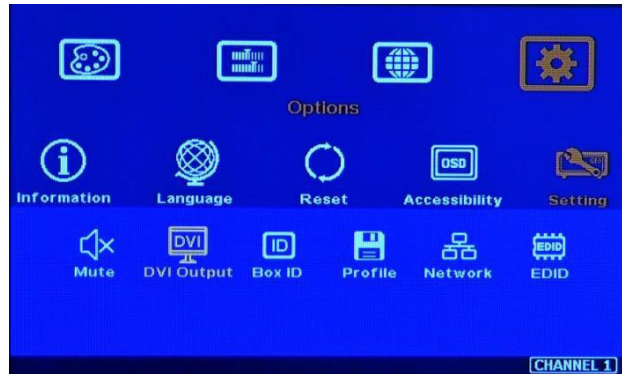 Options
OSD
Information Language Reset Accessibility Setting
DVI ID EDID
Mute DVI Output Box ID Profile Network EDID
CHANNEL 1